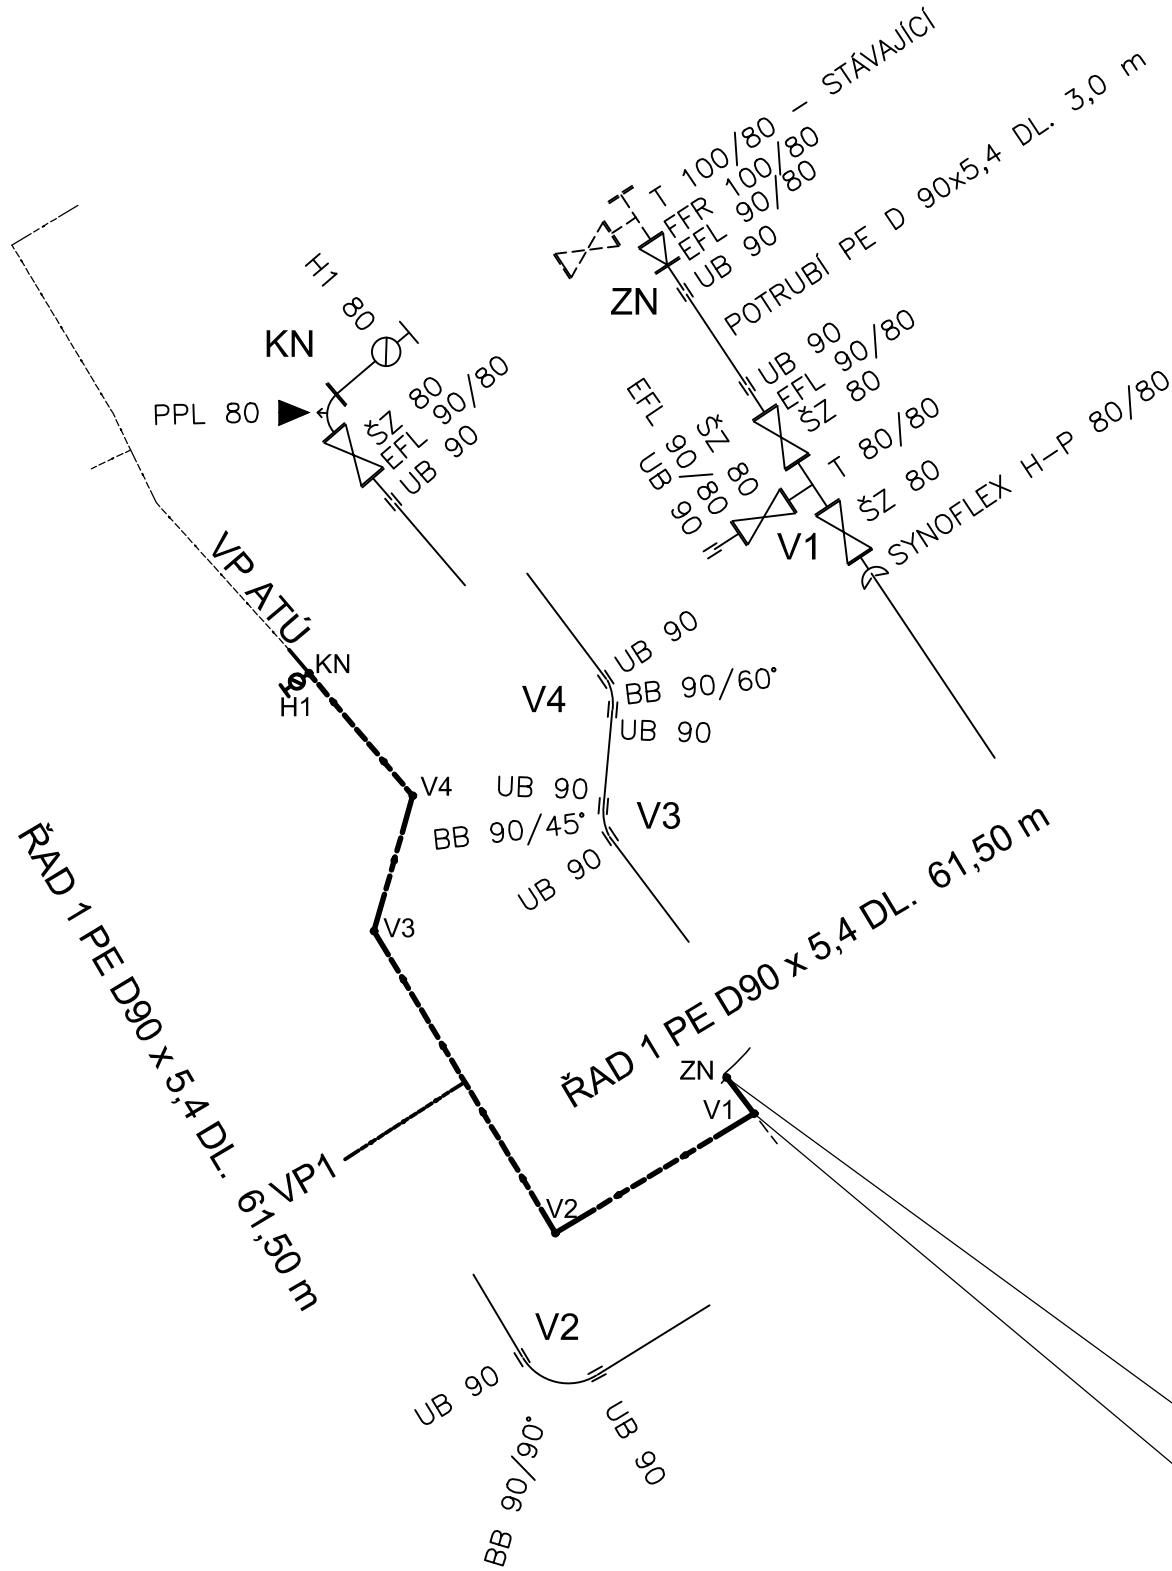 T 100/80 – STÁVAJÍCÍ
FFR 100/80
EFL 90/80
UB 90
ZN
POTRUBÍ PE D 90x5,4 DL. 3,0 m
UB 90
EFL 90/80
ŠZ 80
T 80/80
ŠZ 80
SYNOFLEX H-P 80/80
EFL 90/80
ŠZ 80
UB 90
V1
H1 80
KN
PPL 80
ŠZ 80
EFL 90/80
UB 90
VP ATÚ
KN
H1
V4
UB 90
BB 90/60°
UB 90
V4
UB 90
BB 90/45°
UB 90
V3
V3
ŘAD 1 PE D90 x 5,4 DL. 61,50 m
ŘAD 1 PE D90 x 5,4 DL. 61,50 m
ZN
V1
VP1
V2
V2
UB 90
BB 90/90°
UB 90